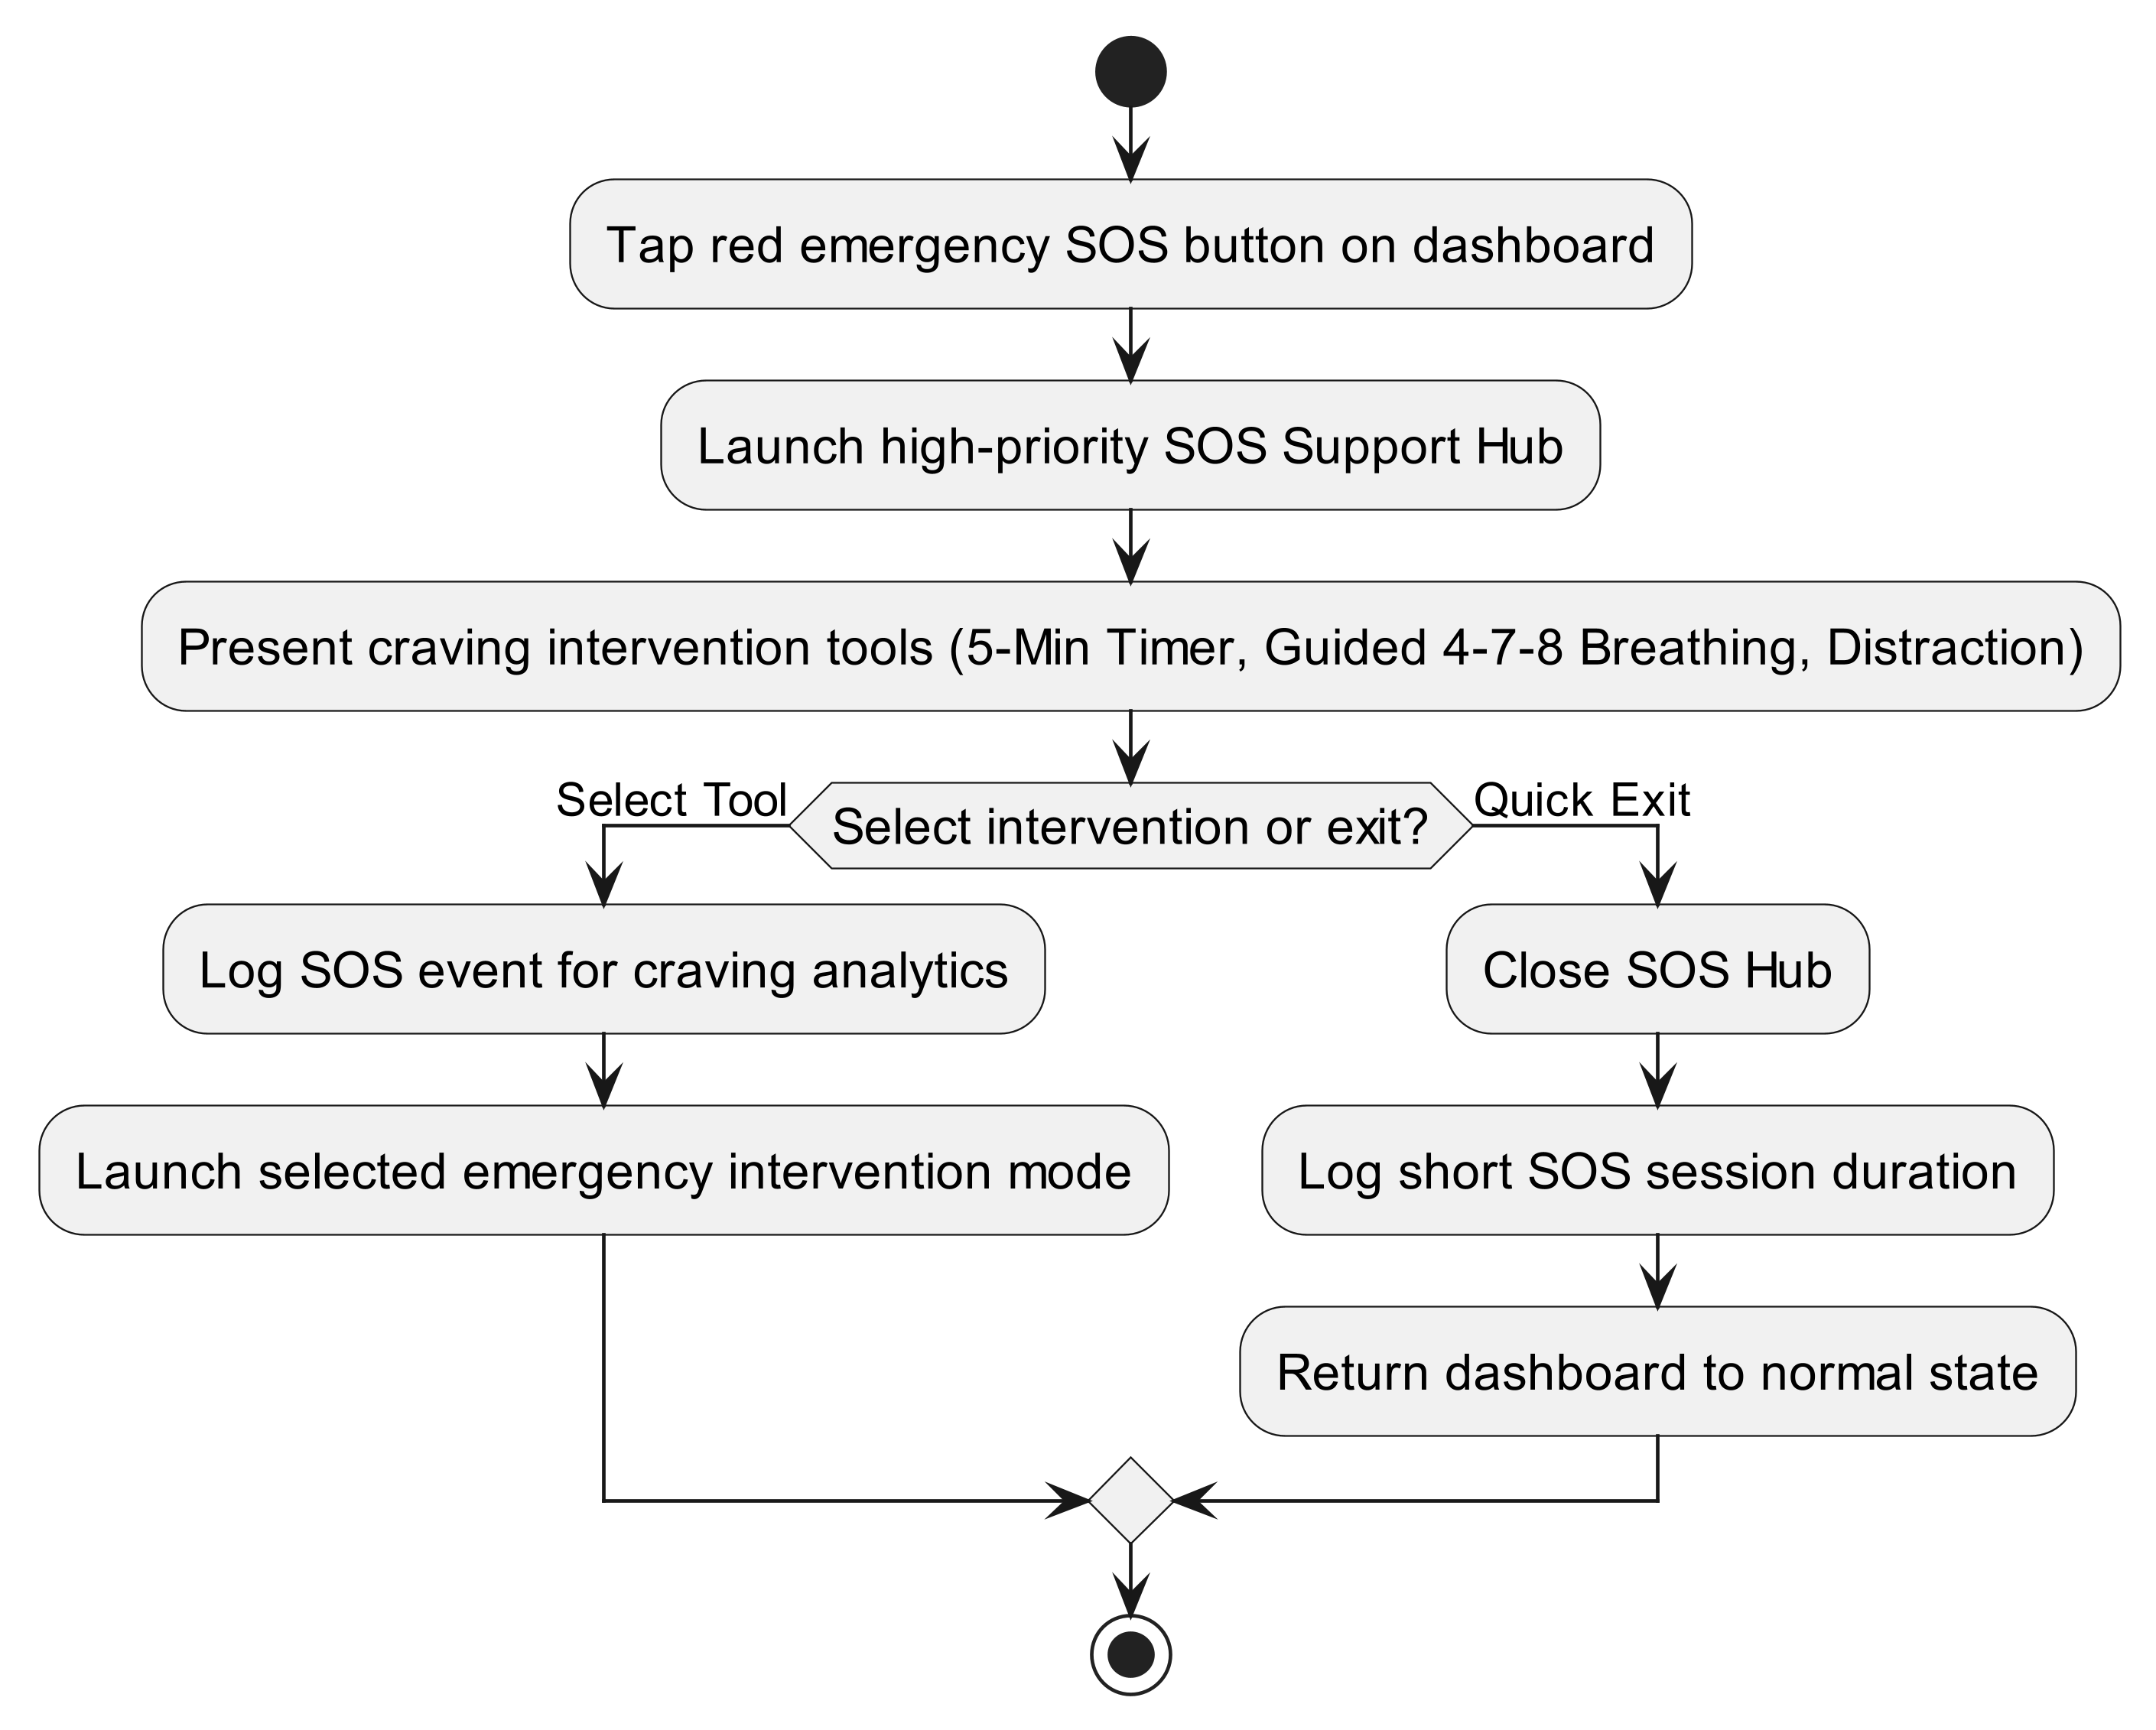 Tap red emergency SOS button on dashboard
Launch high-priority SOS Support Hub
Present craving intervention tools (5-Min Timer, Guided 4-7-8 Breathing, Distraction)
Select Tool
Select intervention or exit?
Quick Exit
Log SOS event for craving analytics
Close SOS Hub
Launch selected emergency intervention mode
Log short SOS session duration
Return dashboard to normal state